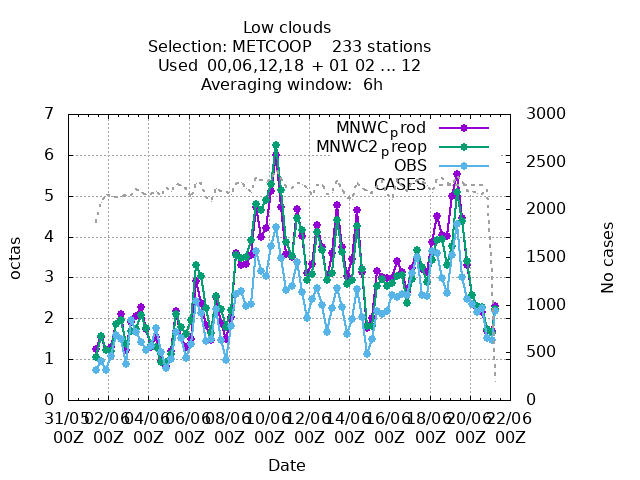 Low clouds
Selection: METCOOP 233 stations
Used 00,06,12,18 + 01 02 ... 12
Averaging window: 6h
7 3000
MNWCprod
MNWC2preop
OBS
CASES
6 2500
5 2000
4 1500
3 1000
2 500
1 0
0
octas
No cases
31/05 02/06 04/06 06/06 08/06 10/06 12/06 14/06 16/06 18/06 20/06 22/06
00Z 00Z 00Z 00Z 00Z 00Z 00Z 00Z 00Z 00Z 00Z 00Z
Date